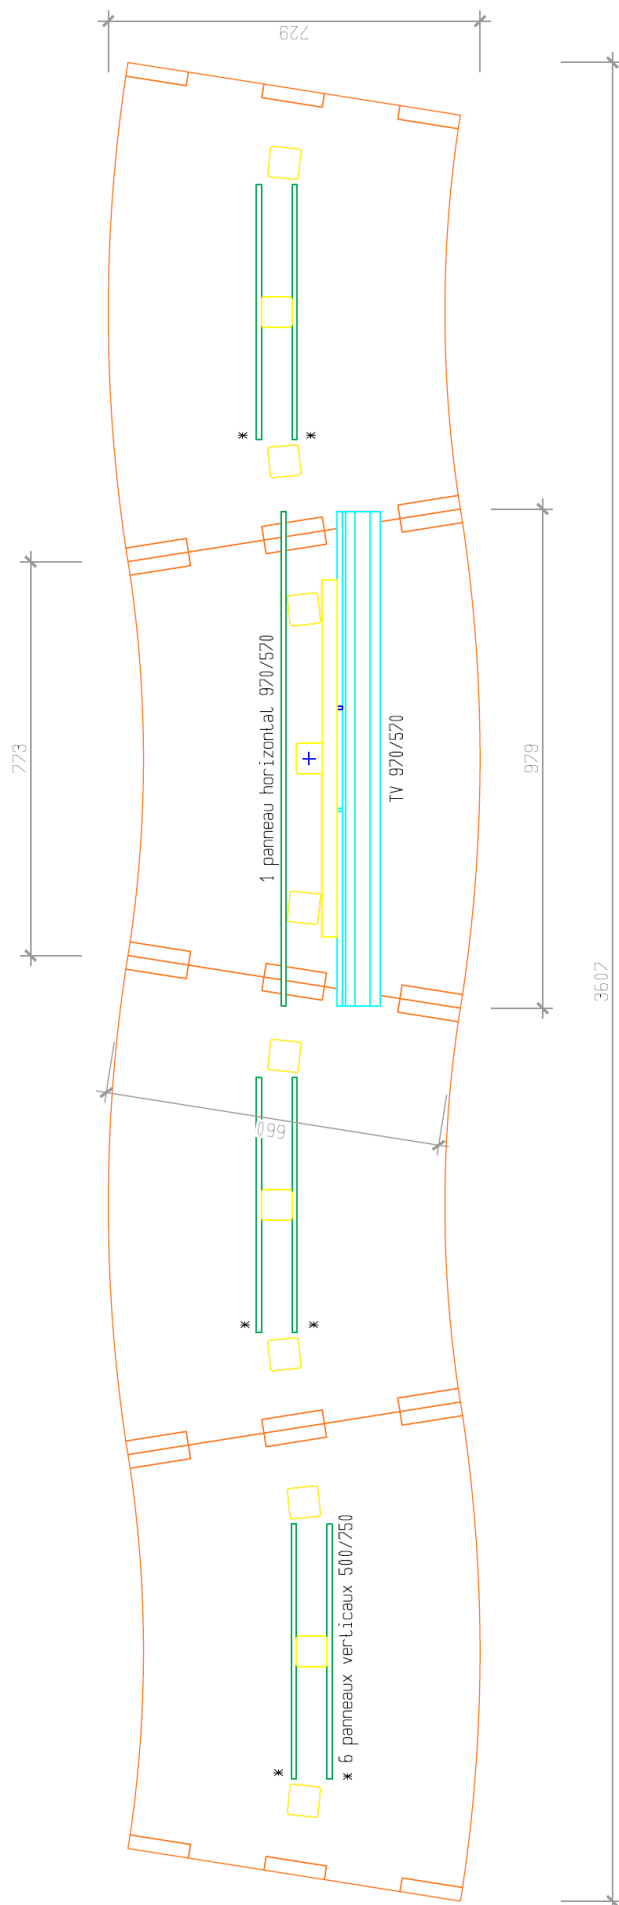 729
1 panneau horizontal 970/570
TV 970/570
773
979
3607
660
* *
* *
*
* 6 panneaux verticaux 500/750